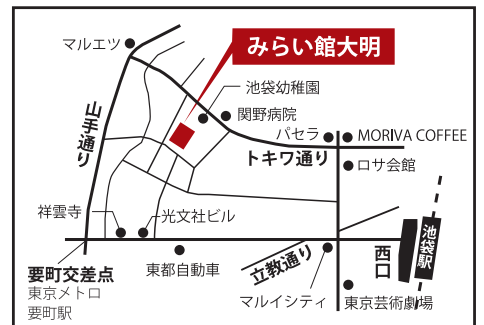 マルエツ
みらい館大明
池袋幼稚園
関野病院
パセラ
MORIVA COFFEE
山手通り
トキワ通り
ロサ会館
祥雲寺
光文社ビル
池袋駅
西口
要町交差点
東京メトロ
要町駅
東都自動車
立教通り
マルイシティ
東京芸術劇場